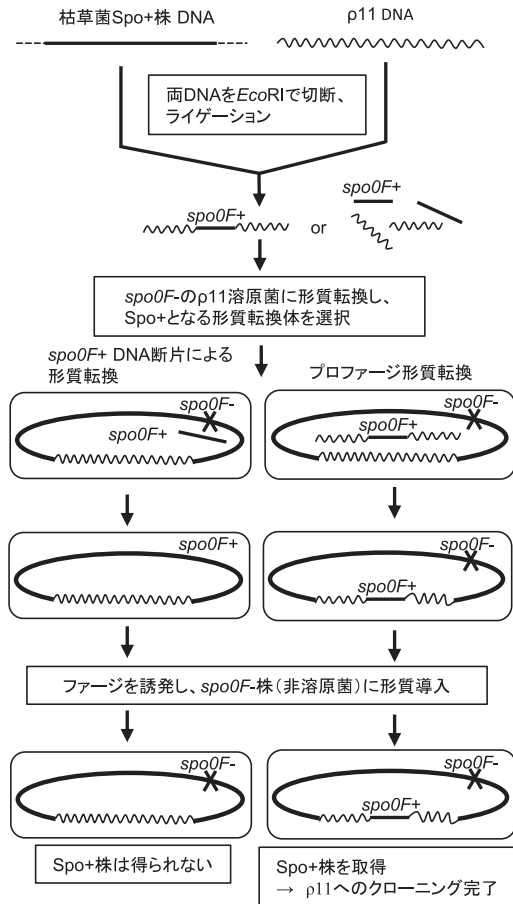 枯草菌Spo+株 DNA
ρ11 DNA
両DNAをEcoRIで切断、
ライゲーション
spo0F+
or
spo0F+
spo0F-のρ11溶原菌に形質転換し、
Spo+となる形質転換体を選択
spo0F+ DNA断片による
形質転換
プロファージ形質転換
spo0F-
spo0F+
spo0F-
spo0F+
spo0F+
spo0F-
spo0F+
ファージを誘発し、spo0F-株(非溶原菌)に形質導入
spo0F-
spo0F-
spo0F+
Spo+株は得られない
Spo+株を取得
→ ρ11へのクローニング完了